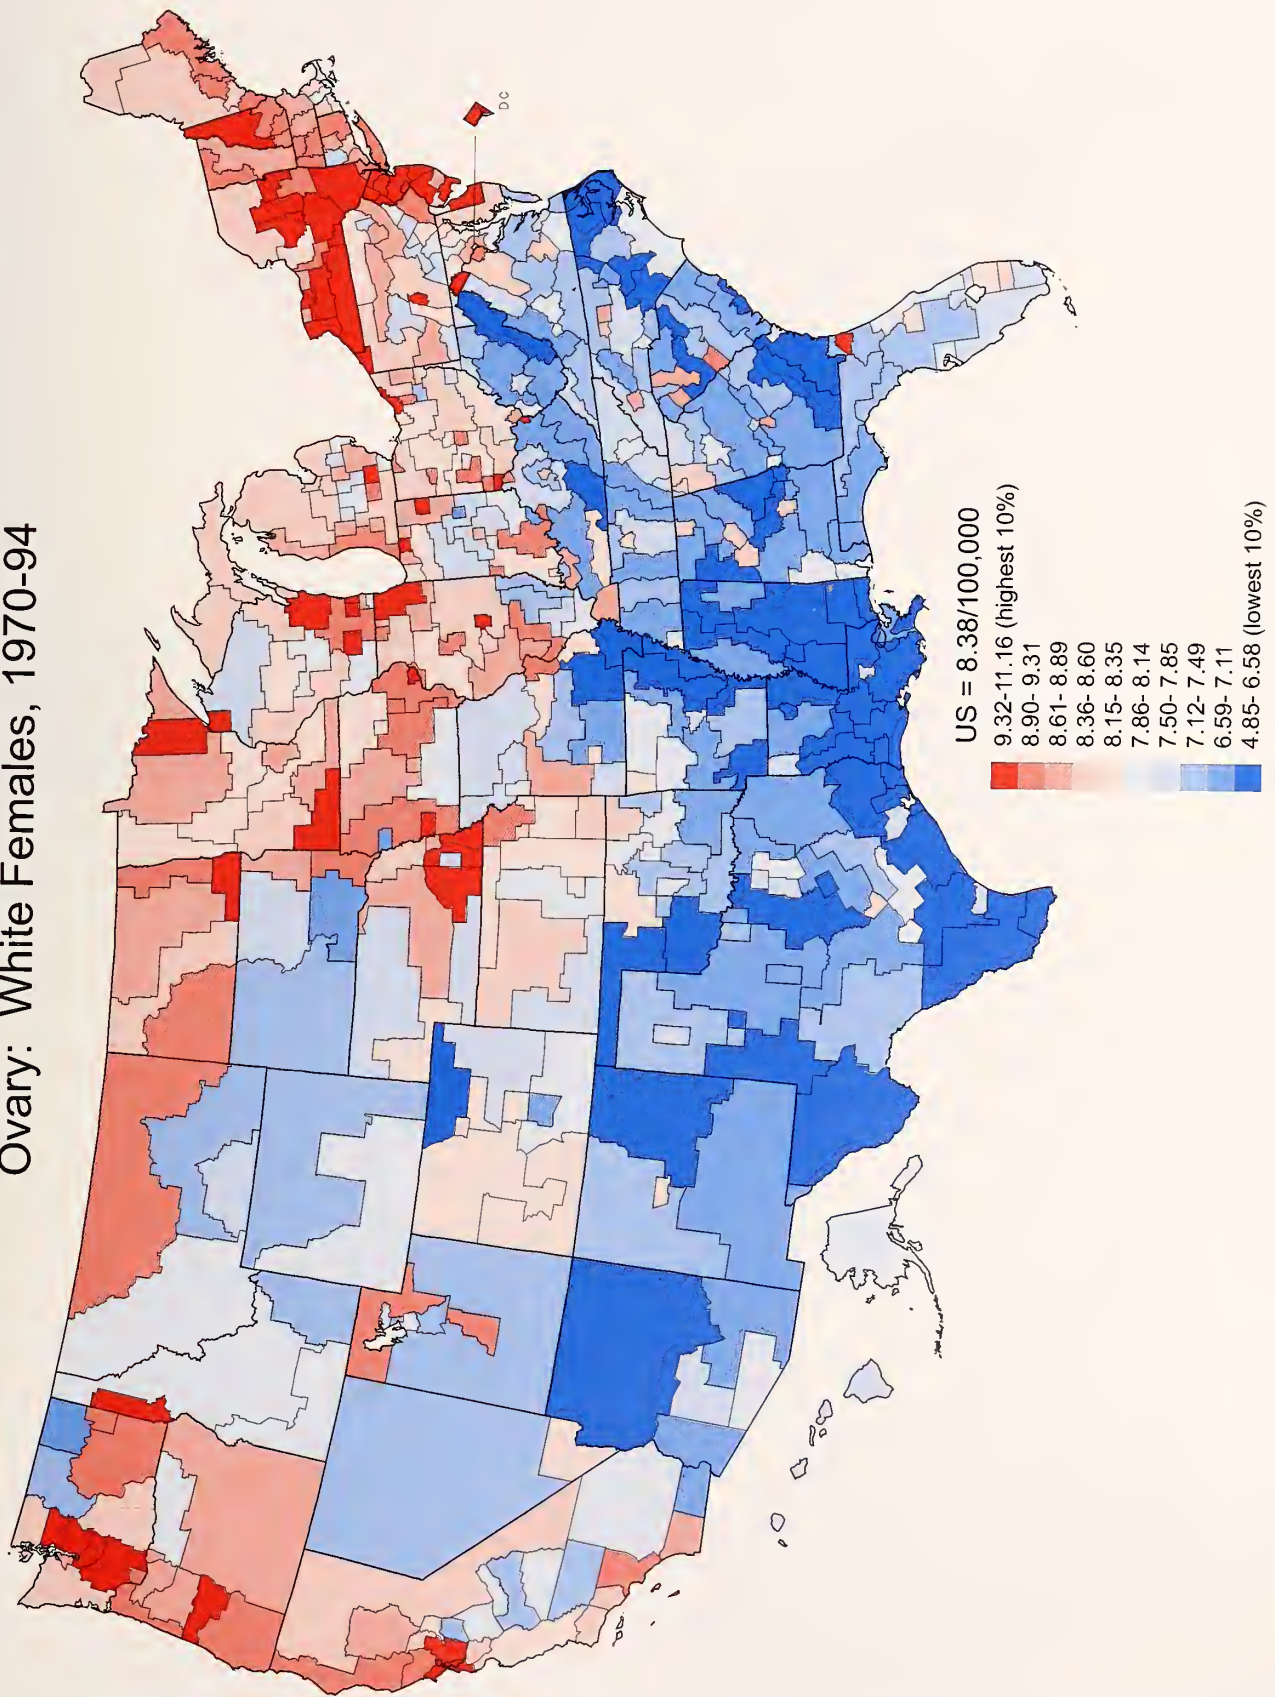 Ovary: White Females, 1970-94
DC
US = 8.38/100,000
9.32-11.16 (highest 10%)
8.90- 9.31
8.61- 8.89
8.36- 8.60
8.15- 8.35
7.86- 8.14
7.50- 7.85
7.12- 7.49
6.59- 7.11
4.85- 6.58 (lowest 10%)